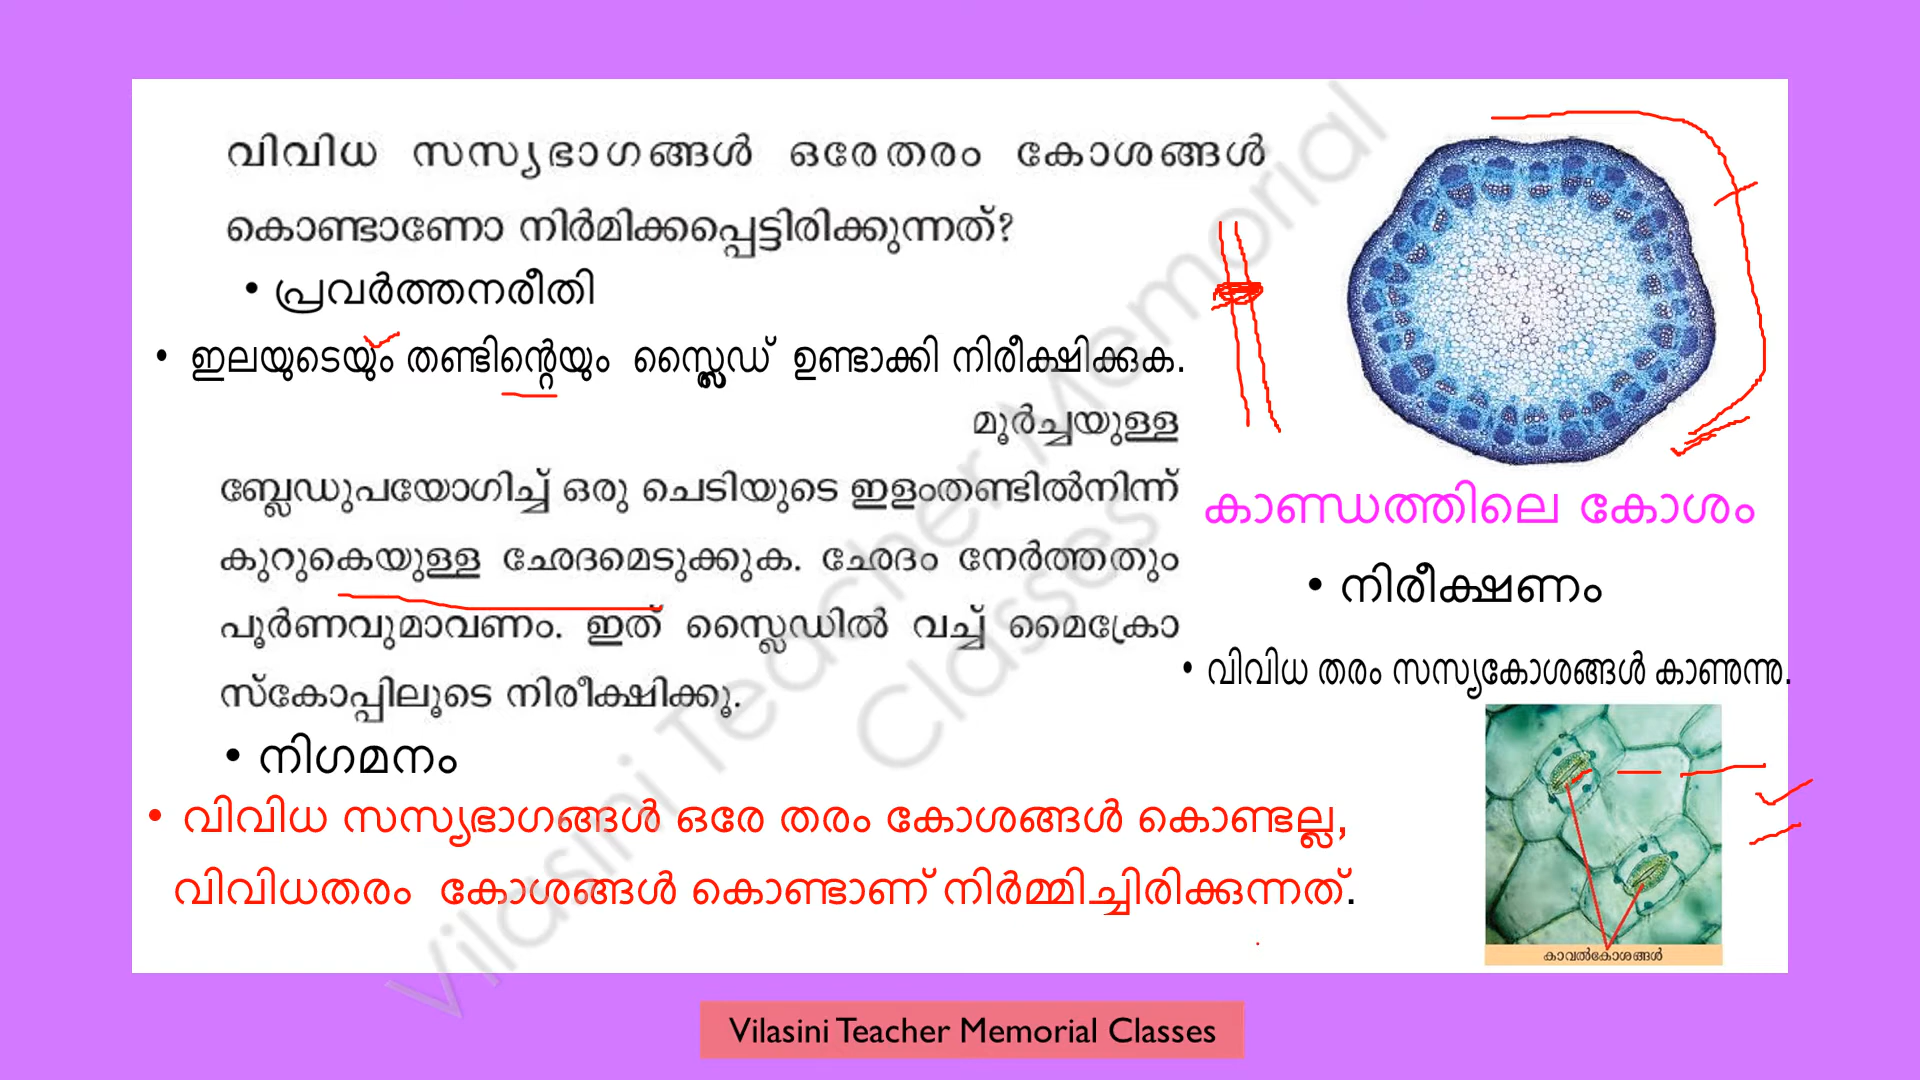 വിവിധ സസ്യഭാഗങ്ങൾ ഒരേതരം കോശങ്ങൾ
കൊണ്ടാണോ നിർമിക്കപ്പെട്ടിരിക്കുന്നത്?
• പ്രവർത്തനരീതി
• ഇലയുടെയും തണ്ടിന്റെയും സ്ലൈഡ് ഉണ്ടാക്കി നിരീക്ഷിക്കുക.
മൂർച്ചയുള്ള
ബ്ലേഡുപയോഗിച്ച് ഒരു ചെടിയുടെ ഇളംതണ്ടിൽനിന്ന്
കുറുകെയുള്ള ഛേദമെടുക്കുക. ഛേദം നേർത്തതും
പൂർണവുമാവണം. ഇത് സ്ലൈഡിൽ വച്ച് മൈക്രോ
സ്കോപ്പിലൂടെ നിരീക്ഷിക്കൂ.
• നിഗമനം
• വിവിധ സസ്യഭാഗങ്ങൾ ഒരേ തരം കോശങ്ങൾ കൊണ്ടല്ല,
വിവിധതരം കോശങ്ങൾ കൊണ്ടാണ് നിർമ്മിച്ചിരിക്കുന്നത്.
കാണ്ഡത്തിലെ കോശം
• നിരീക്ഷണം
• വിവിധ തരം സസ്യകോശങ്ങൾ കാണുന്നു.
കാവൽകോശങ്ങൾ
Vilasini Teacher Memorial
Classes
Vilasini Teacher Memorial Classes